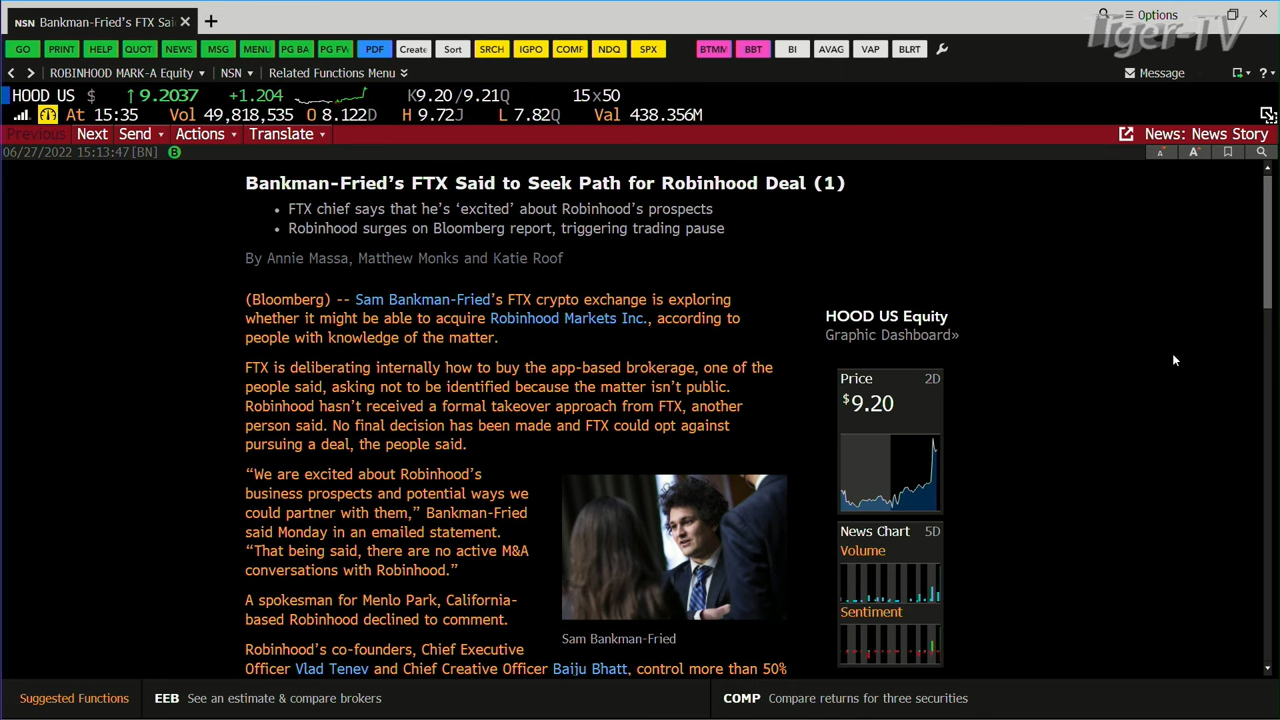 NSN Bankman-Fried's FTX Sai
Options
Tiger-TV
GO PRINT HELP QUOT NEWS MSG MENU PG BA PG FW PDF Create Sort SRCH IGPO COMP NDQ SPX BTMM BBT BI AVAG VAP BLRT
ROBINHOOD MARK-A Equity NSN Related Functions Menu Message
HOOD US $ ↑9.2037 +1.204 K9.20/9.21Q 15x50
At 15:35 Vol 49,818,535 O 8.122D H 9.72J L 7.82Q Val 438.356M
Previous Next Send Actions Translate News: News Story
06/27/2022 15:13:47[BN] B
Bankman-Fried's FTX Said to Seek Path for Robinhood Deal (1)
• FTX chief says that he's 'excited' about Robinhood's prospects
• Robinhood surges on Bloomberg report, triggering trading pause
By Annie Massa, Matthew Monks and Katie Roof
(Bloomberg) -- Sam Bankman-Fried's FTX crypto exchange is exploring
whether it might be able to acquire Robinhood Markets Inc., according to
people with knowledge of the matter.
FTX is deliberating internally how to buy the app-based brokerage, one of the
people said, asking not to be identified because the matter isn't public.
Robinhood hasn't received a formal takeover approach from FTX, another
person said. No final decision has been made and FTX could opt against
pursuing a deal, the people said.
"We are excited about Robinhood's
business prospects and potential ways we
could partner with them," Bankman-Fried
said Monday in an emailed statement.
"That being said, there are no active M&A
conversations with Robinhood."
A spokesman for Menlo Park, California-
based Robinhood declined to comment.
Robinhood's co-founders, Chief Executive
Officer Vlad Tenev and Chief Creative Officer Baiju Bhatt, control more than 50%
Sam Bankman-Fried
HOOD US Equity
Graphic Dashboard»
Price 2D
$9.20
News Chart 5D
Volume
Sentiment
Suggested Functions EEB See an estimate & compare brokers COMP Compare returns for three securities